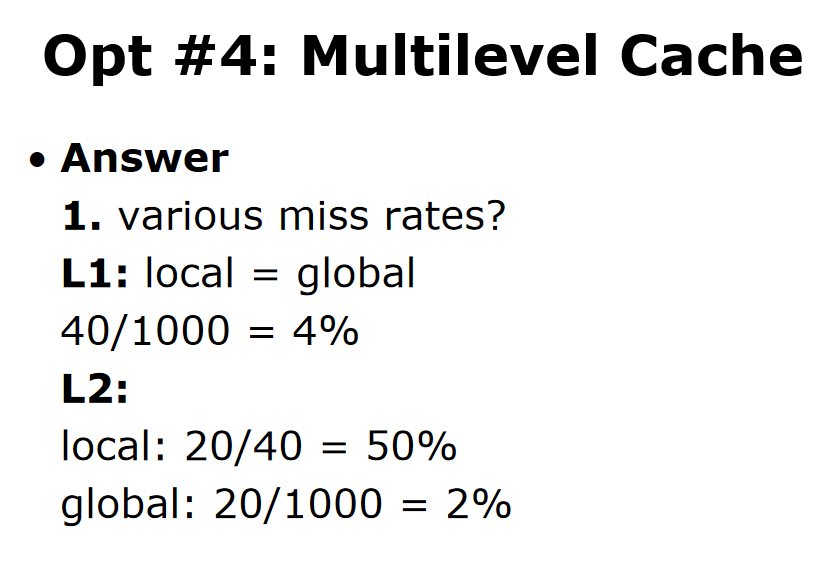 Opt #4: Multilevel Cache
• Answer
1. various miss rates?
L1: local = global
40/1000 = 4%
L2:
local: 20/40 = 50%
global: 20/1000 = 2%